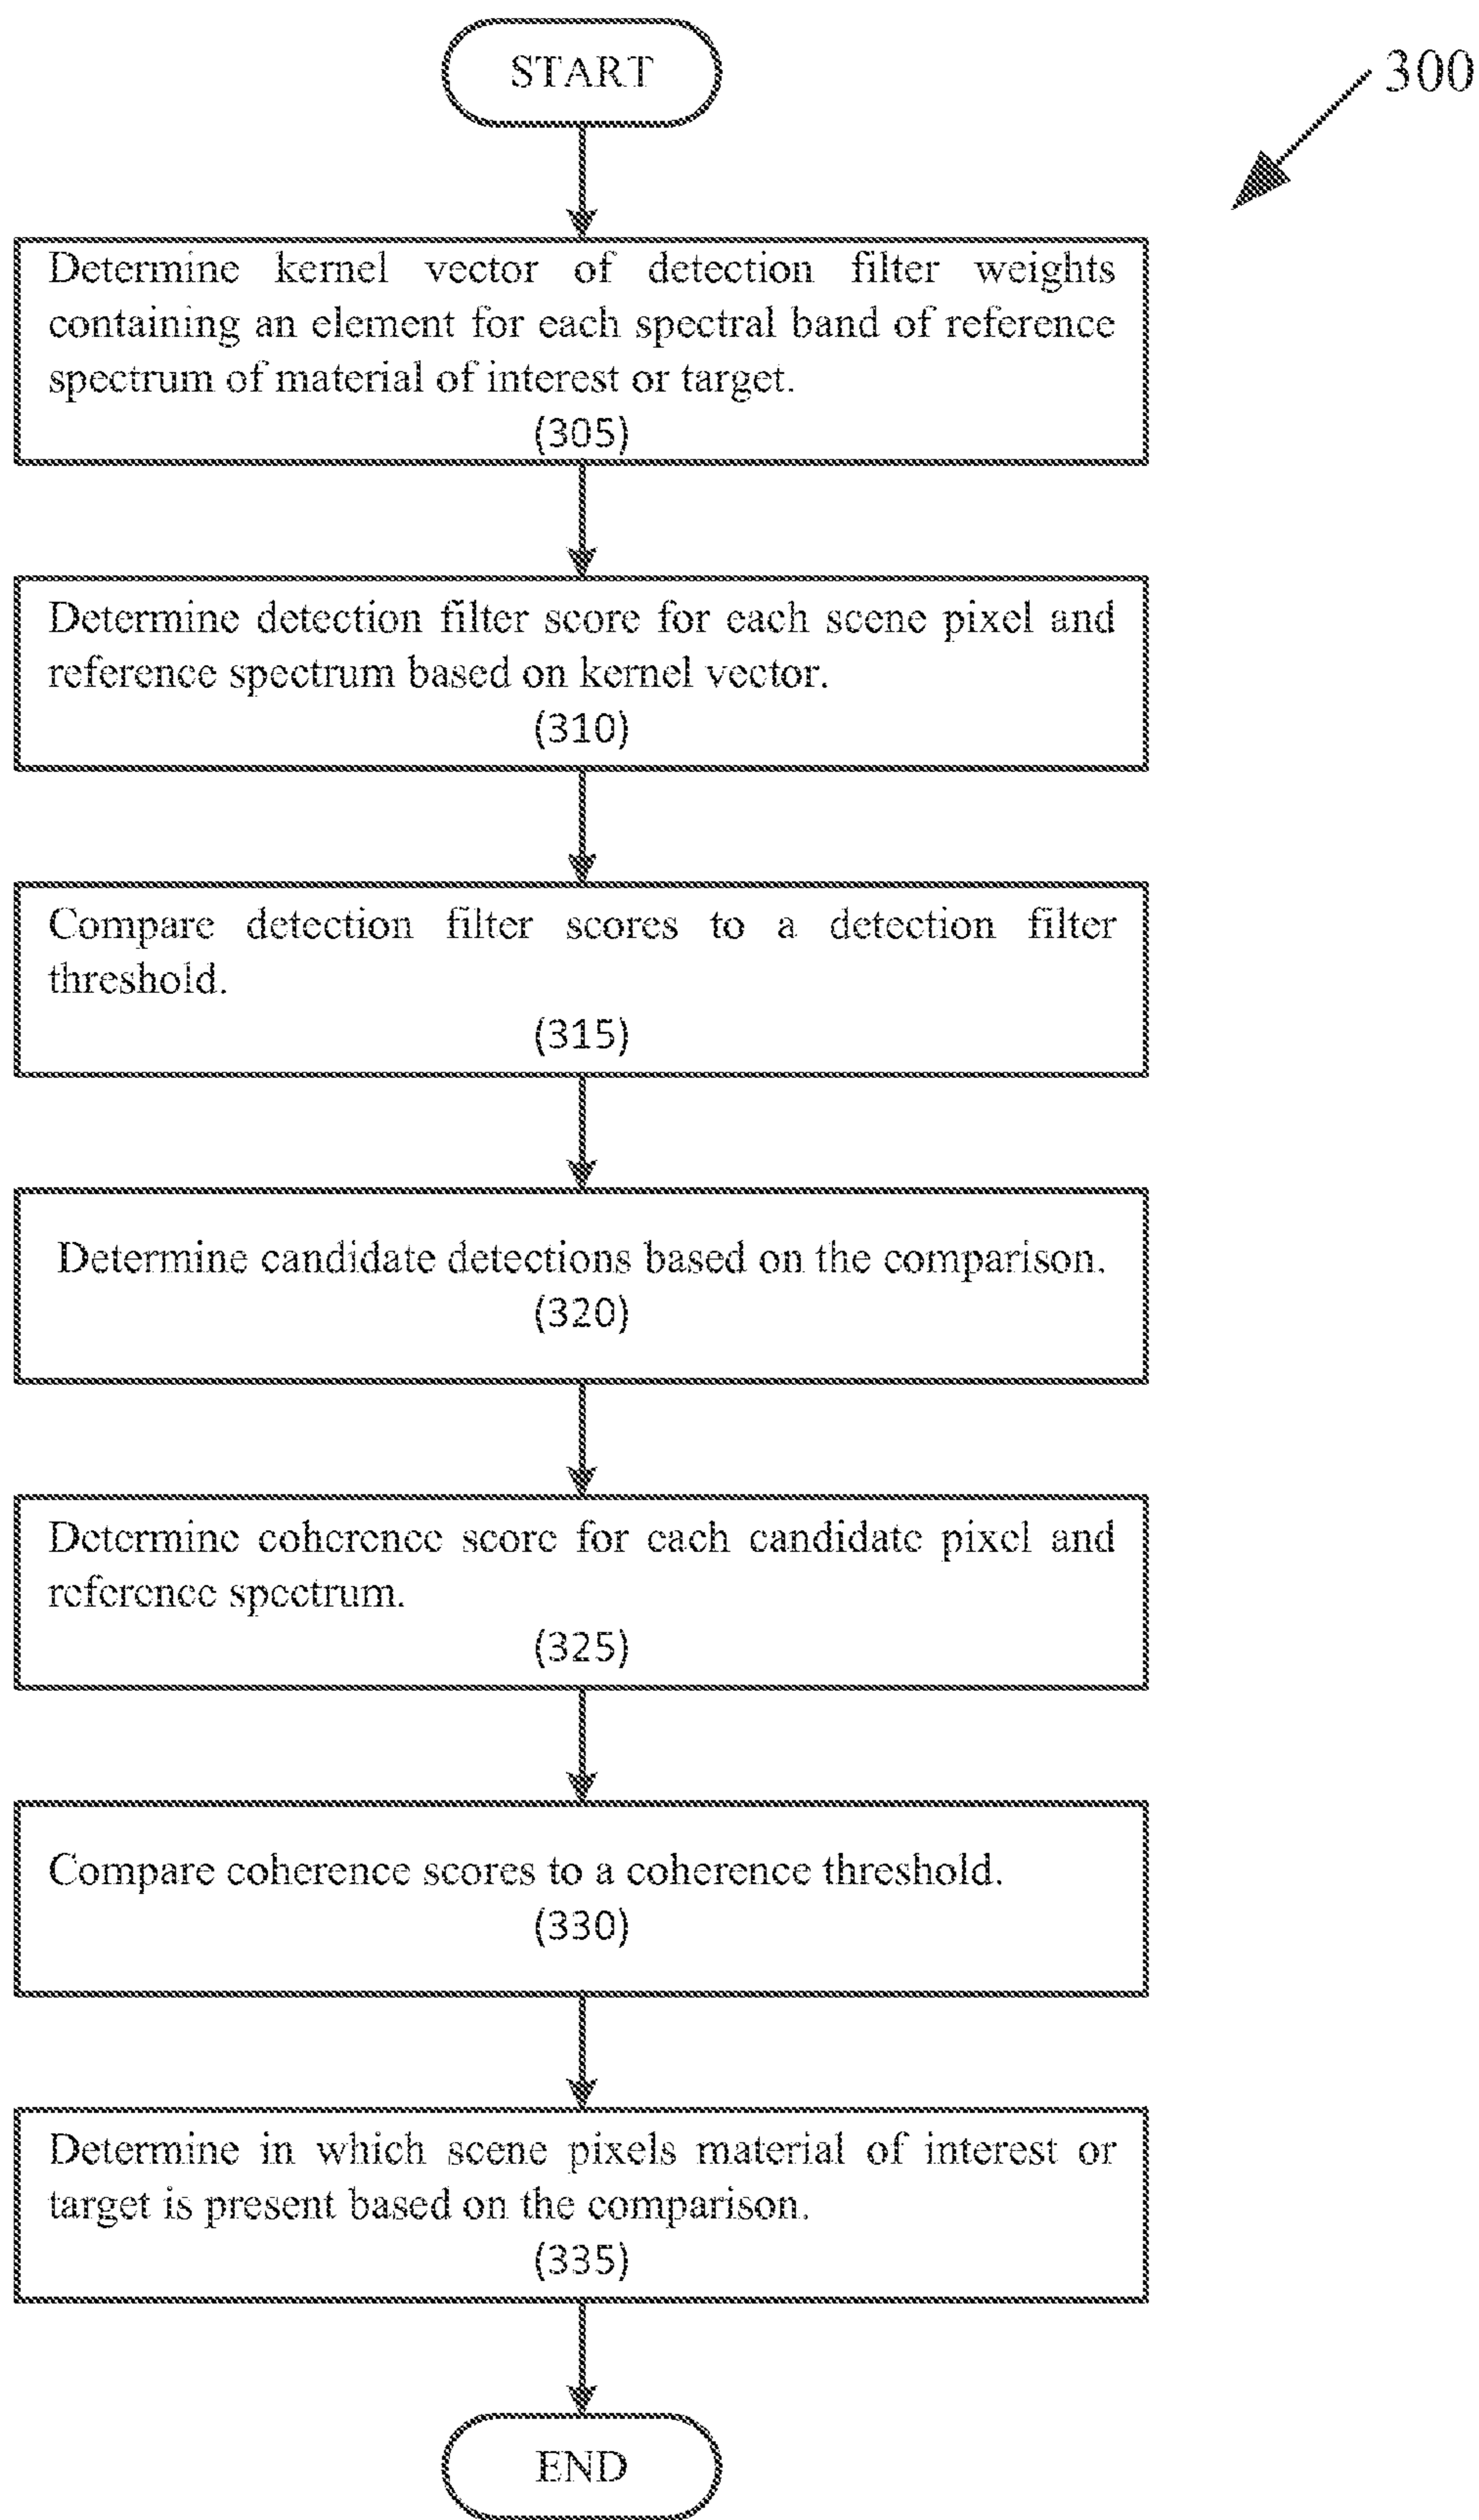 START
300
Determine kernel vector of detection filter weights
containing an element for each spectral band of reference
spectrum of material of interest or target.
(305)
Determine detection filter score for each scene pixel and
reference spectrum based on kernel vector.
(310)
Compare detection filter scores to a detection filter
threshold.
(315)
Determine candidate detections based on the comparison.
(320)
Determine coherence score for each candidate pixel and
reference spectrum.
(325)
Compare coherence scores to a coherence threshold.
(330)
Determine in which scene pixels material of interest or
target is present based on the comparison.
(335)
END